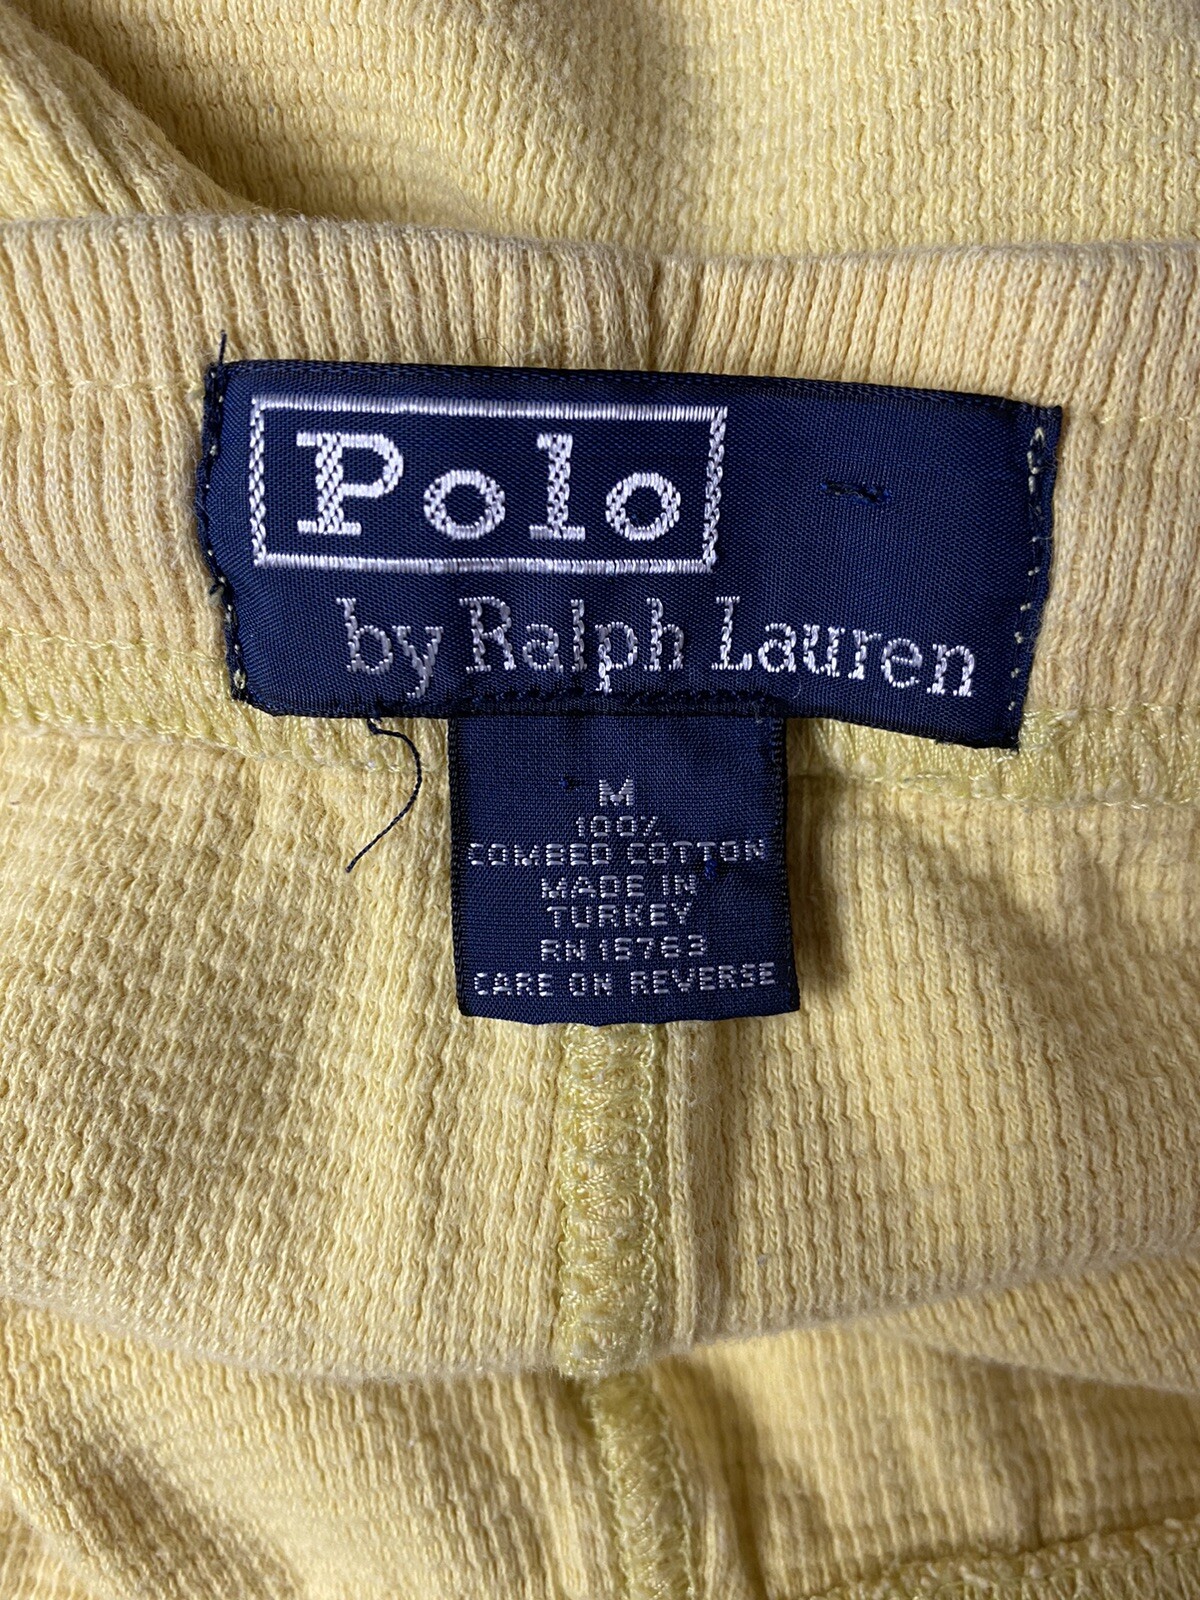 Polo
by Ralph Lauren
M
100%
COMBED COTTON
MADE IN
TURKEY
RN 15763
CARE ON REVERSE